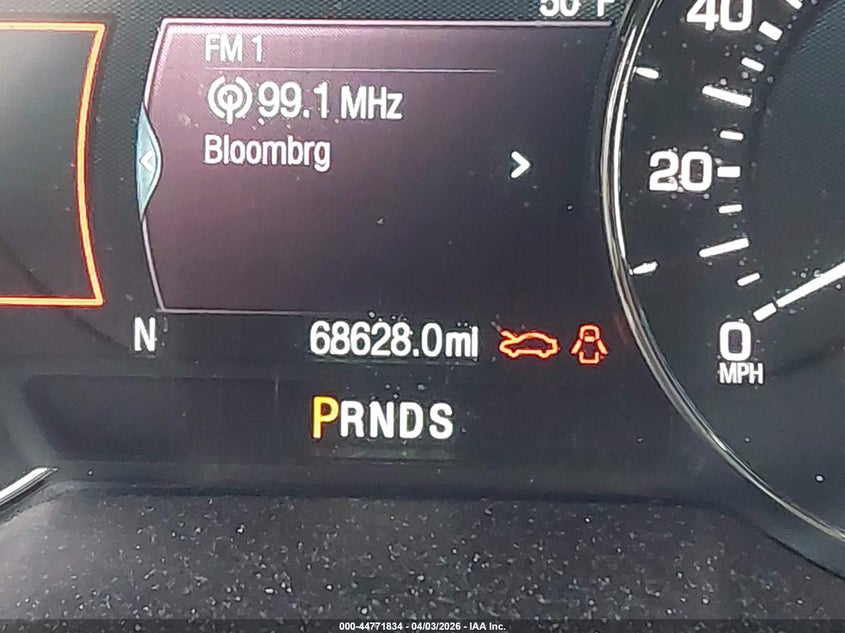 50°F
FM 1
99.1 MHz
Bloombrg
40
20
0
MPH
N
68628.0mi
PRNDS
000-44771834 - 04/03/2026 - IAA Inc.